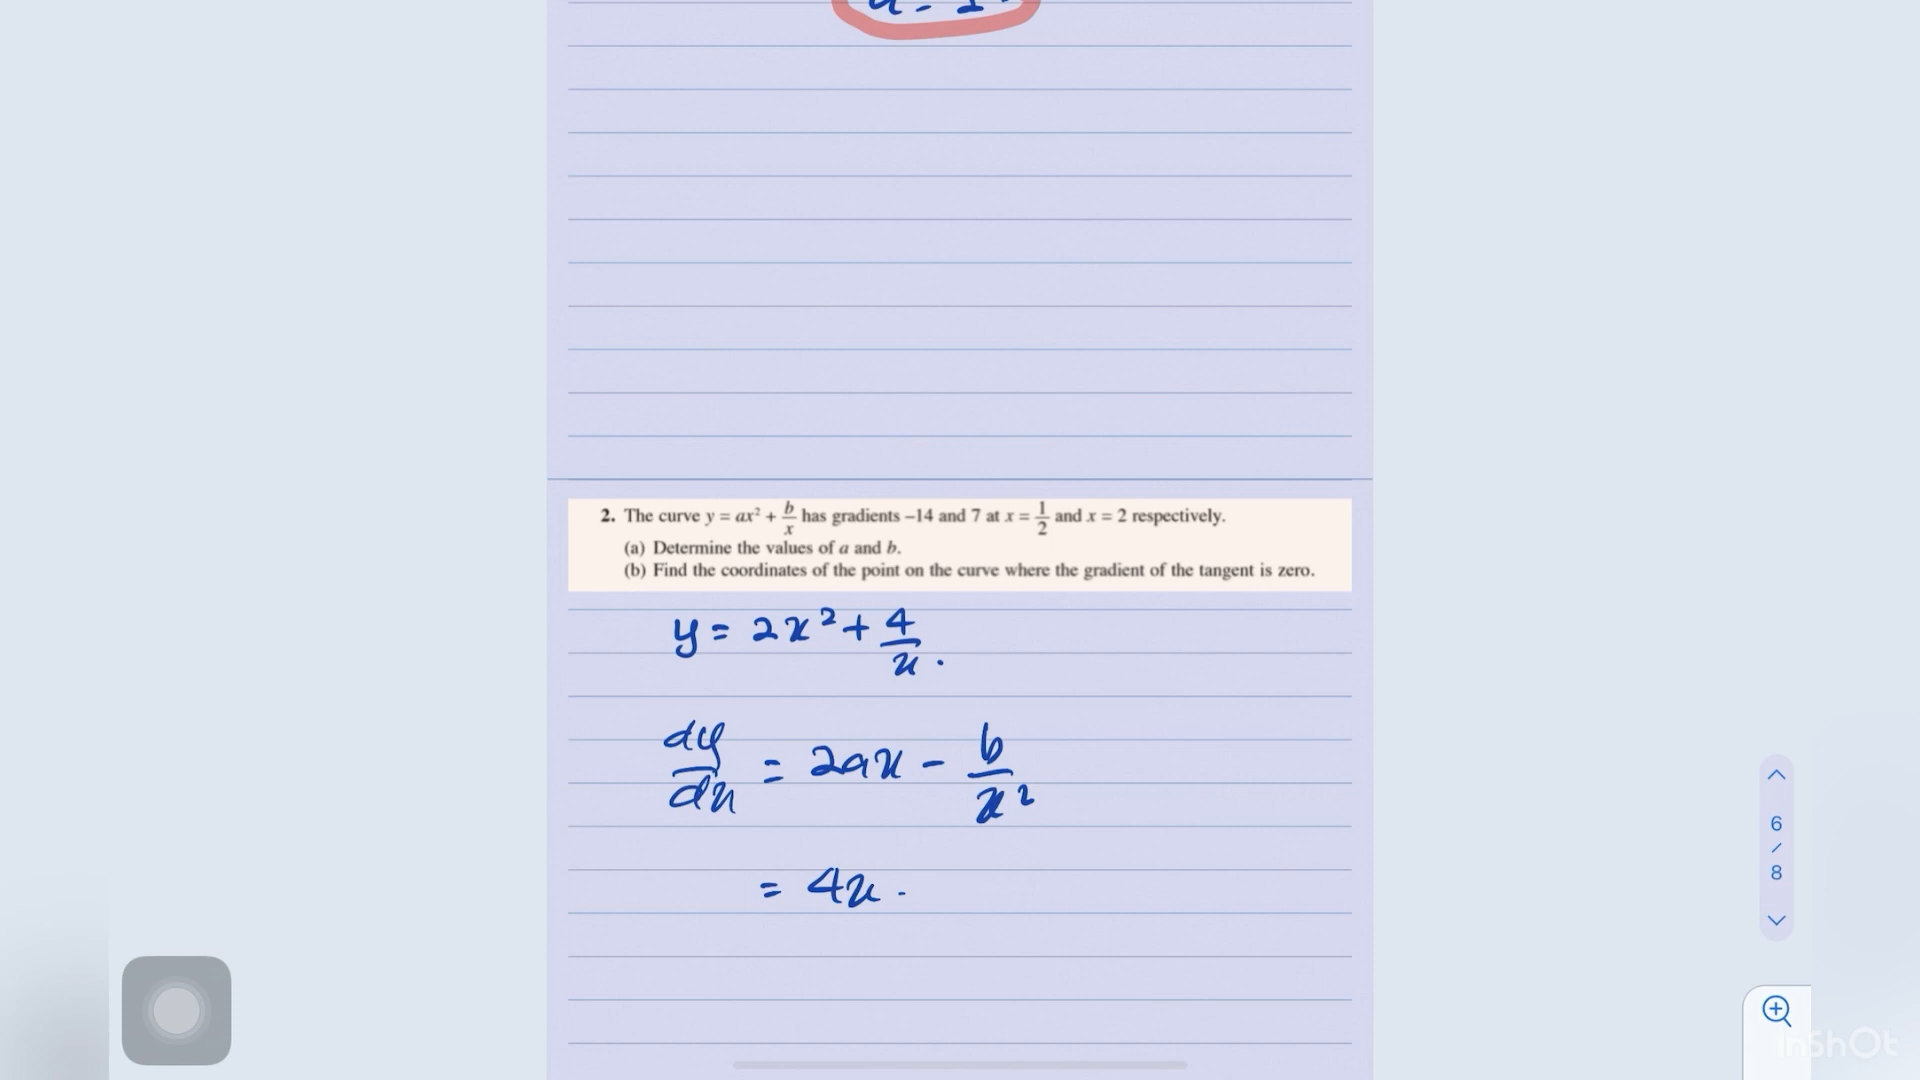 2. The curve y = ax² + b/x has gradients –14 and 7 at x = 1/2 and x = 2 respectively.
(a) Determine the values of a and b.
(b) Find the coordinates of the point on the curve where the gradient of the tangent is zero.
y = 2x² + 4/x.
dy/dx = 2ax - b/x²
= 4x -
6
/
8
InShOt